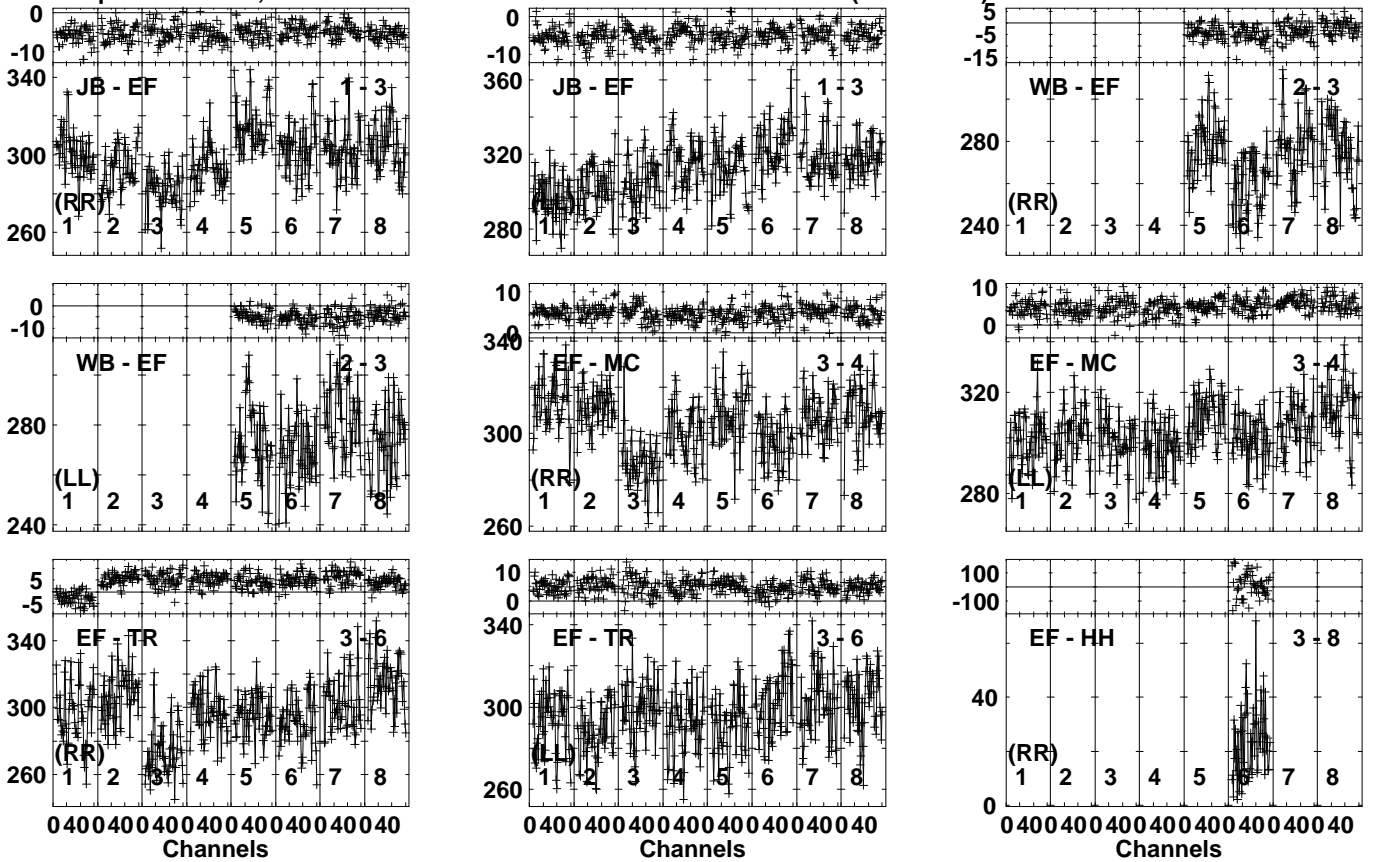 0 0 5
-10 -10 -5
-15
340 JB - EF 1 - 3 360 JB - EF 1 - 3 WB - EF 2 - 3
300 320 280
(RR) (LL) (RR)
260 1 2 3 4 5 6 7 8 280 1 2 3 4 5 6 7 8 240 1 2 3 4 5 6 7 8
0 10 10
-10 0 0
WB - EF 2 - 3 340 EF - MC 3 - 4 EF - MC 3 - 4
280 300 320
(LL) (RR) (LL)
240 1 2 3 4 5 6 7 8 260 1 2 3 4 5 6 7 8 280 1 2 3 4 5 6 7 8
5 10 100
-5 0 -100
340 EF - TR 3 - 6 340 EF - TR 3 - 6 EF - HH 3 - 8
300 300 40
(RR) (LL) (RR)
260 1 2 3 4 5 6 7 8 260 1 2 3 4 5 6 7 8 0 1 2 3 4 5 6 7 8
0 40 0 40 0 40 0 40 0 40 0 40 0 40 0 40 0 40 0 40 0 40 0 40 0 40 0 40 0 40 0 40 0 40 0 40 0 40 0 40 0 40 0 40 0 40 0 40
Channels Channels Channels